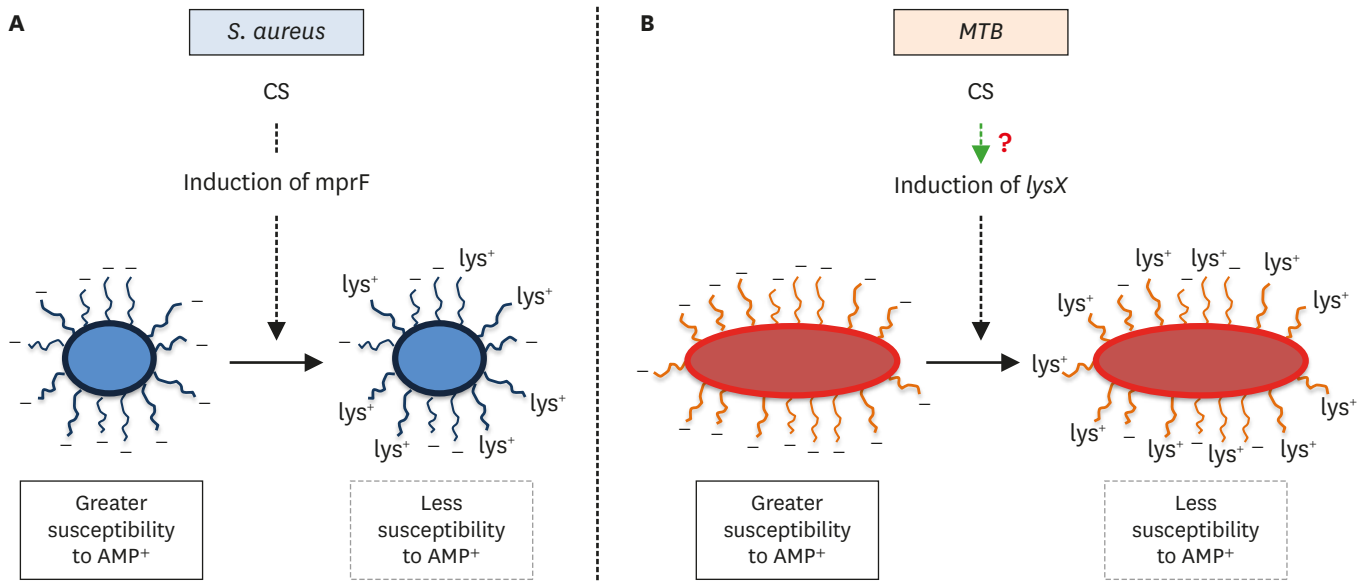 A
S. aureus
CS
Induction of mprF
– – – lys⁺
lys⁺
– lys⁺
–
– –
–
lys⁺ lys⁺
– –
– –
– – lys⁺ – – lys⁺
Greater
susceptibility
to AMP⁺
Less
susceptibility
to AMP⁺
B
MTB
CS
?
Induction of lysX
– – – – –
– –
–
–
– – – – – –
lys⁺ lys⁺ – lys⁺
–
lys⁺ lys⁺
lys⁺
lys⁺
lys⁺ – lys⁺ lys⁺ – lys⁺
Greater
susceptibility
to AMP⁺
Less
susceptibility
to AMP⁺